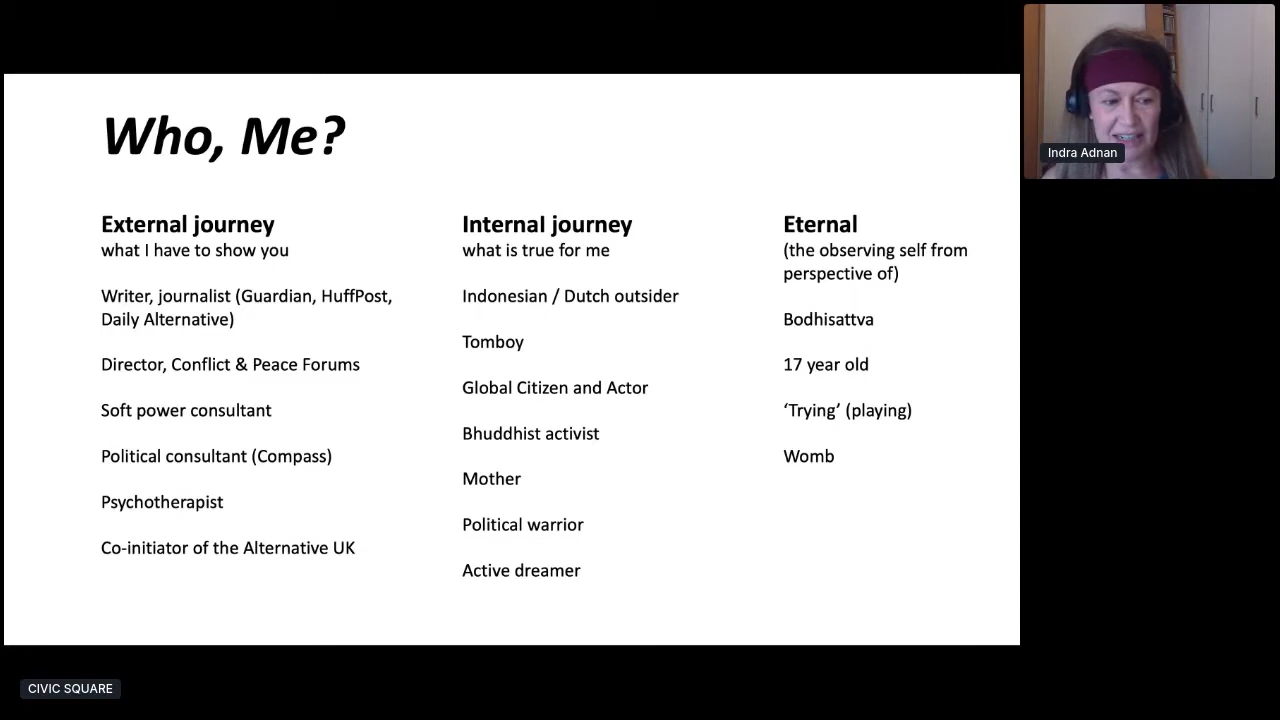 Who, Me?
External journey
what I have to show you
Writer, journalist (Guardian, HuffPost,
Daily Alternative)
Director, Conflict & Peace Forums
Soft power consultant
Political consultant (Compass)
Psychotherapist
Co-initiator of the Alternative UK
Internal journey
what is true for me
Indonesian / Dutch outsider
Tomboy
Global Citizen and Actor
Bhuddhist activist
Mother
Political warrior
Active dreamer
Eternal
(the observing self from
perspective of)
Bodhisattva
17 year old
‘Trying’ (playing)
Womb
Indra Adnan
CIVIC SQUARE